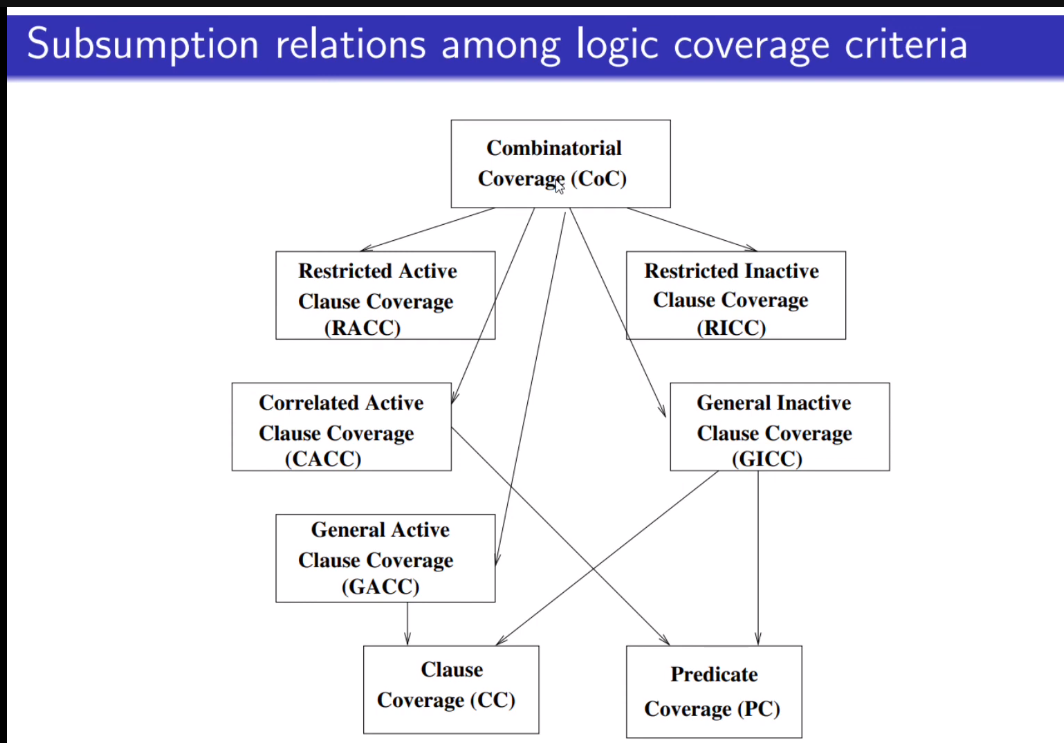 Subsumption relations among logic coverage criteria
Combinatorial
Coverage (CoC)
Restricted Active
Clause Coverage
(RACC)
Restricted Inactive
Clause Coverage
(RICC)
Correlated Active
Clause Coverage
(CACC)
General Inactive
Clause Coverage
(GICC)
General Active
Clause Coverage
(GACC)
Clause
Coverage (CC)
Predicate
Coverage (PC)